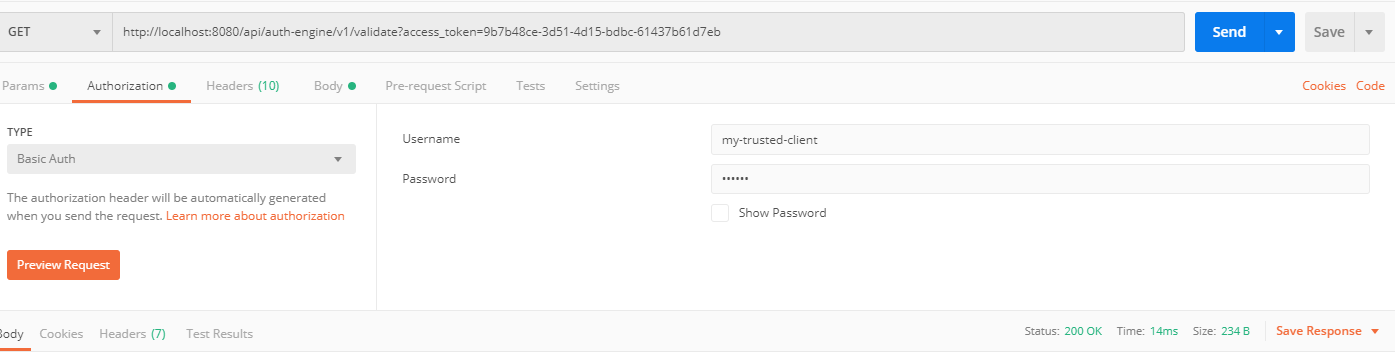 GET http://localhost:8080/api/auth-engine/v1/validate?access_token=9b7b48ce-3d51-4d15-bdbc-61437b61d7eb Send Save
Params Authorization Headers (10) Body Pre-request Script Tests Settings Cookies Code
TYPE
Basic Auth
The authorization header will be automatically generated
when you send the request. Learn more about authorization
Preview Request
Username my-trusted-client
Password ••••••
Show Password
Body Cookies Headers (7) Test Results Status: 200 OK Time: 14ms Size: 234 B Save Response